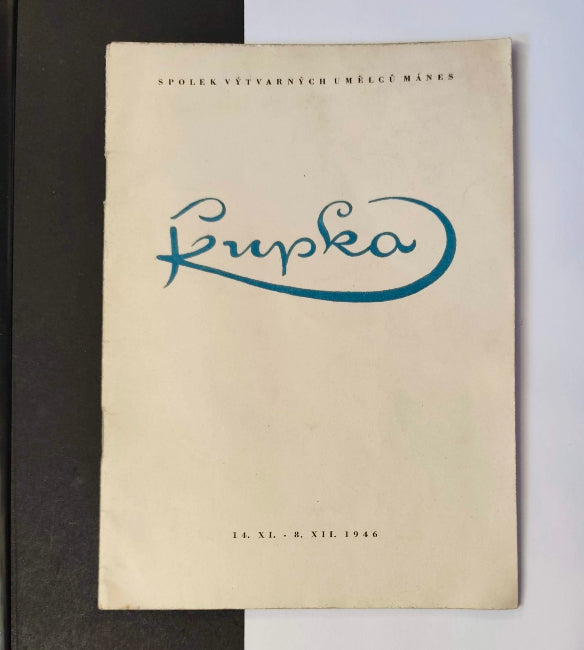 SPOLEK VÝTVARNÝCH UMĚLCŮ MÁNES
Kupka
14. XI. - 8. XII. 1946